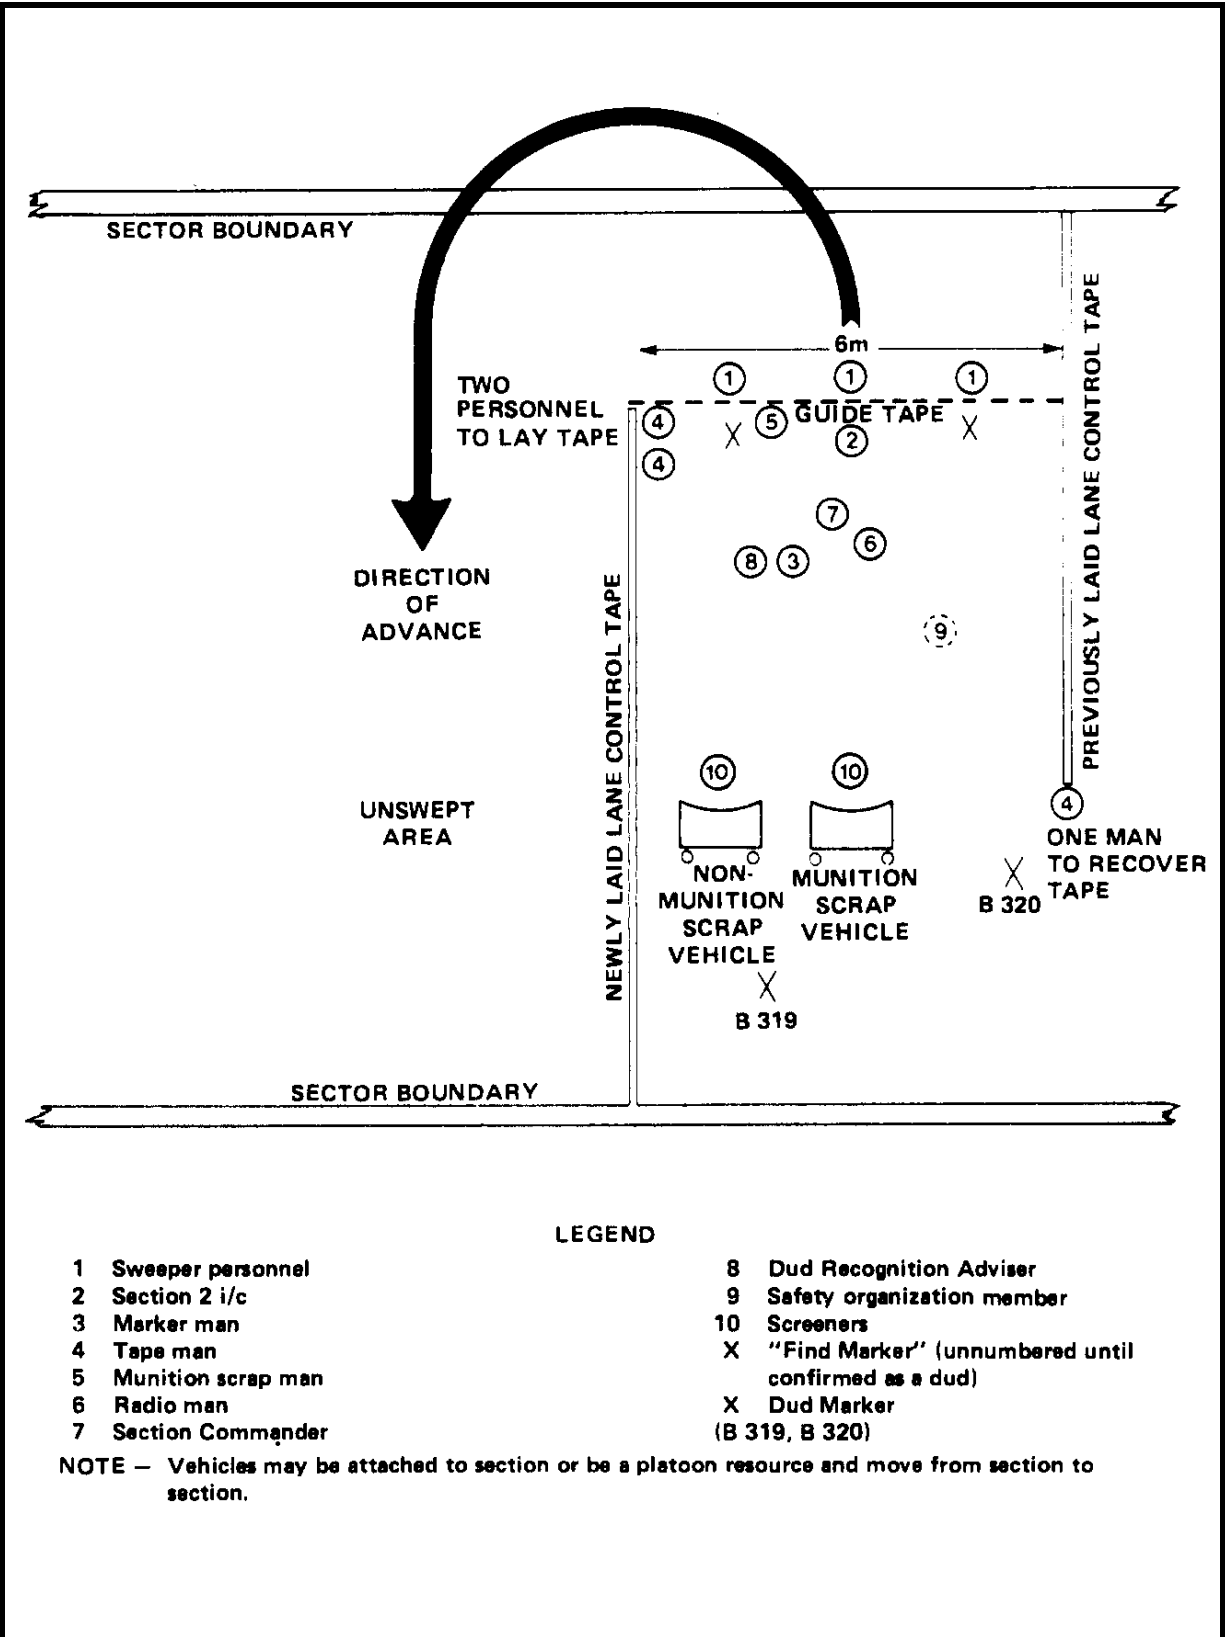 SECTOR BOUNDARY
6m
1
1
1
TWO
PERSONNEL
TO LAY TAPE
GUIDE TAPE
4
5
2
4
7
6
8
3
9
DIRECTION
OF
ADVANCE
NEWLY LAID LANE CONTROL TAPE
PREVIOUSLY LAID LANE CONTROL TAPE
UNSWEPT
AREA
10
10
4
ONE MAN
TO RECOVER
TAPE
NON-
MUNITION
SCRAP
VEHICLE
MUNITION
SCRAP
VEHICLE
X
X
X
B 320
X
B 319
SECTOR BOUNDARY
LEGEND
1 Sweeper personnel
2 Section 2 i/c
3 Marker man
4 Tape man
5 Munition scrap man
6 Radio man
7 Section Commander
8 Dud Recognition Adviser
9 Safety organization member
10 Screeners
X "Find Marker" (unnumbered until
confirmed as a dud)
X Dud Marker
(B 319, B 320)
NOTE — Vehicles may be attached to section or be a platoon resource and move from section to
section.